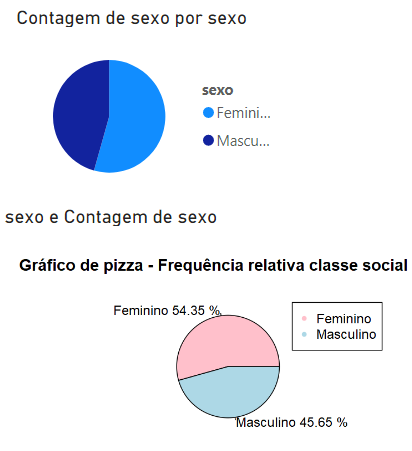 Contagem de sexo por sexo
sexo
Femini...
Mascu...
sexo e Contagem de sexo
Gráfico de pizza - Frequência relativa classe social
Feminino 54.35 %
Feminino
Masculino
Masculino 45.65 %